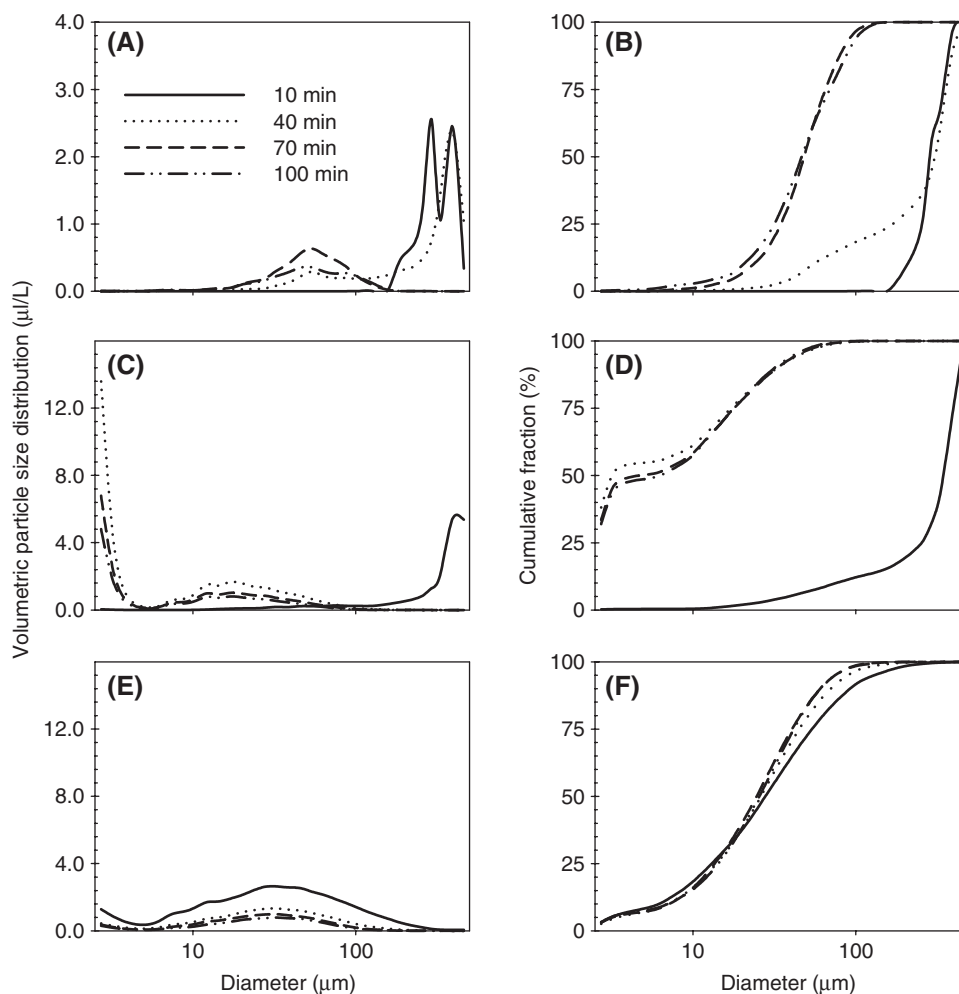 Volumetric particle size distribution (μl/L)
Cumulative fraction (%)
(A)
4.0
3.0
2.0
1.0
0.0
10 min
40 min
70 min
100 min
(B)
100
75
50
25
0
(C)
12.0
8.0
4.0
0.0
(D)
100
75
50
25
0
(E)
12.0
8.0
4.0
0.0
10
100
Diameter (μm)
(F)
100
75
50
25
0
10
100
Diameter (μm)